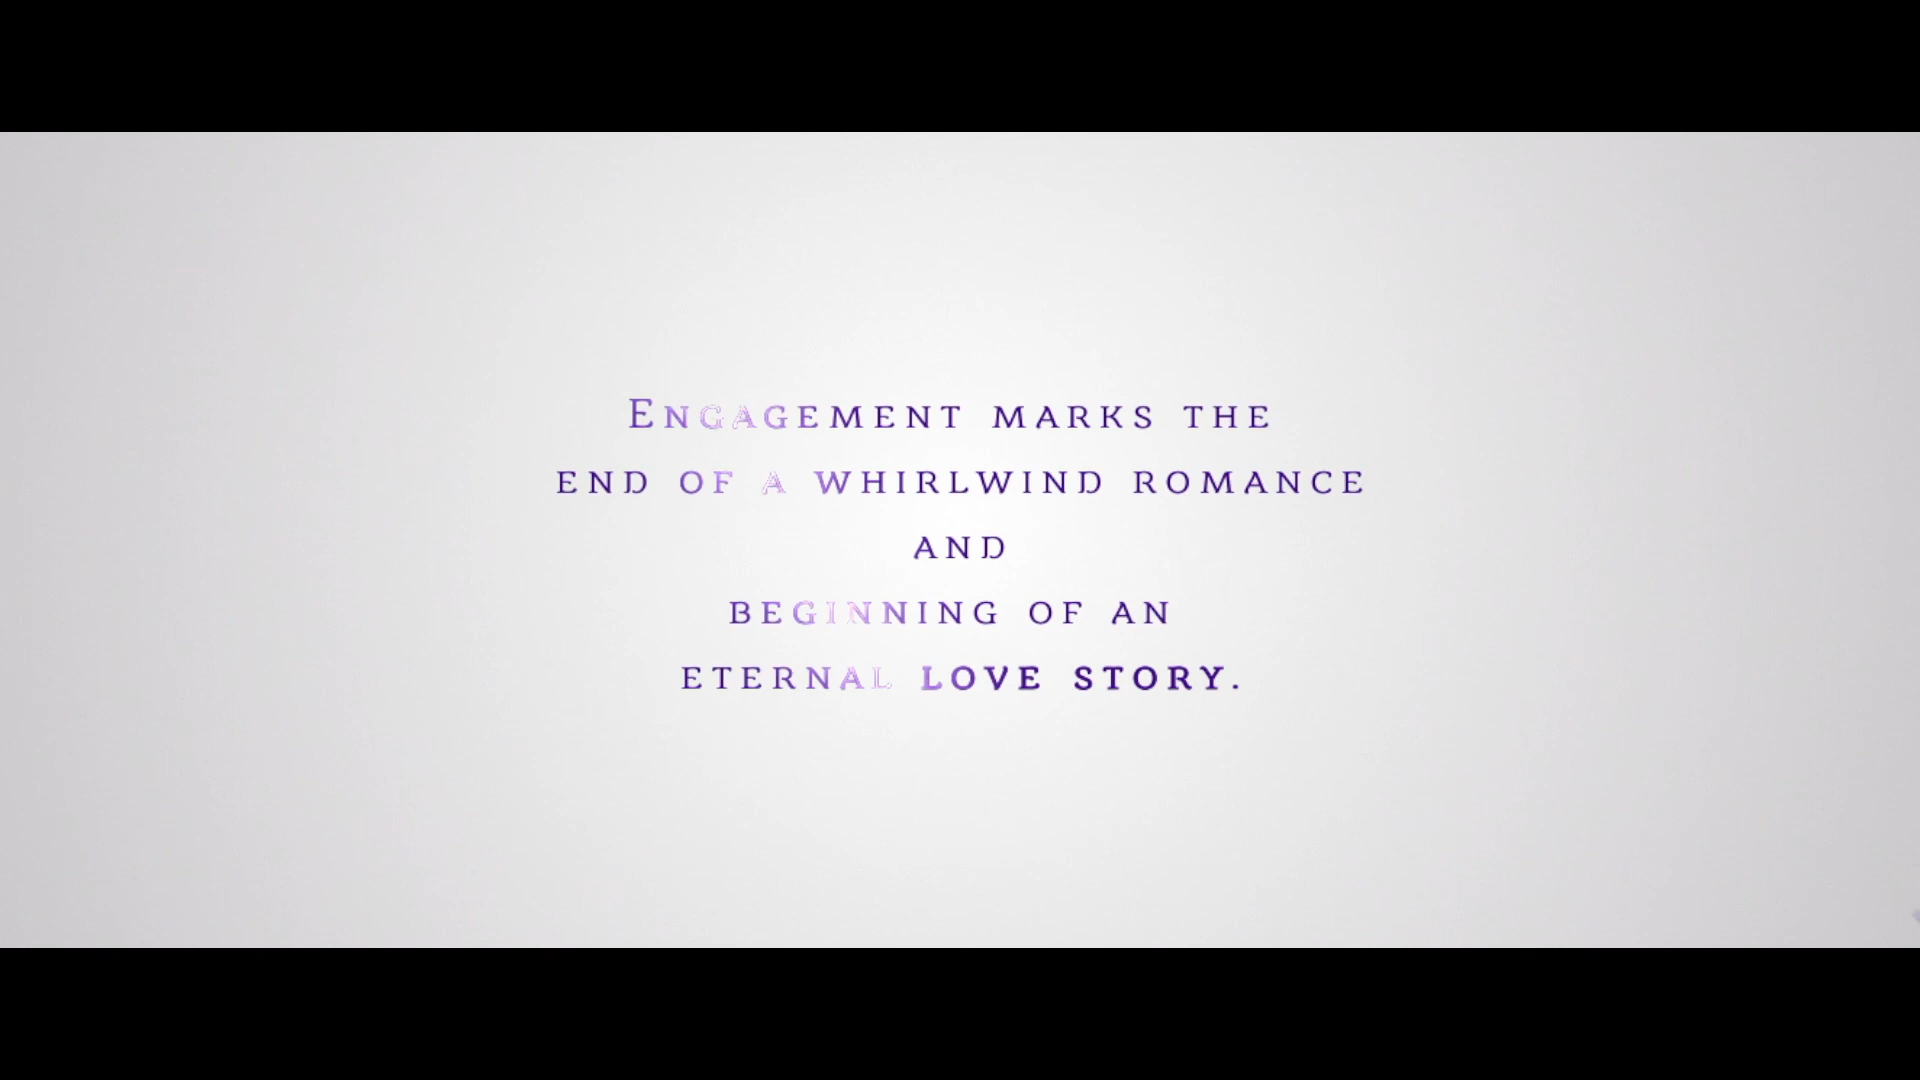 Engagement marks the
end of a whirlwind romance
and
beginning of an
eternal love story.